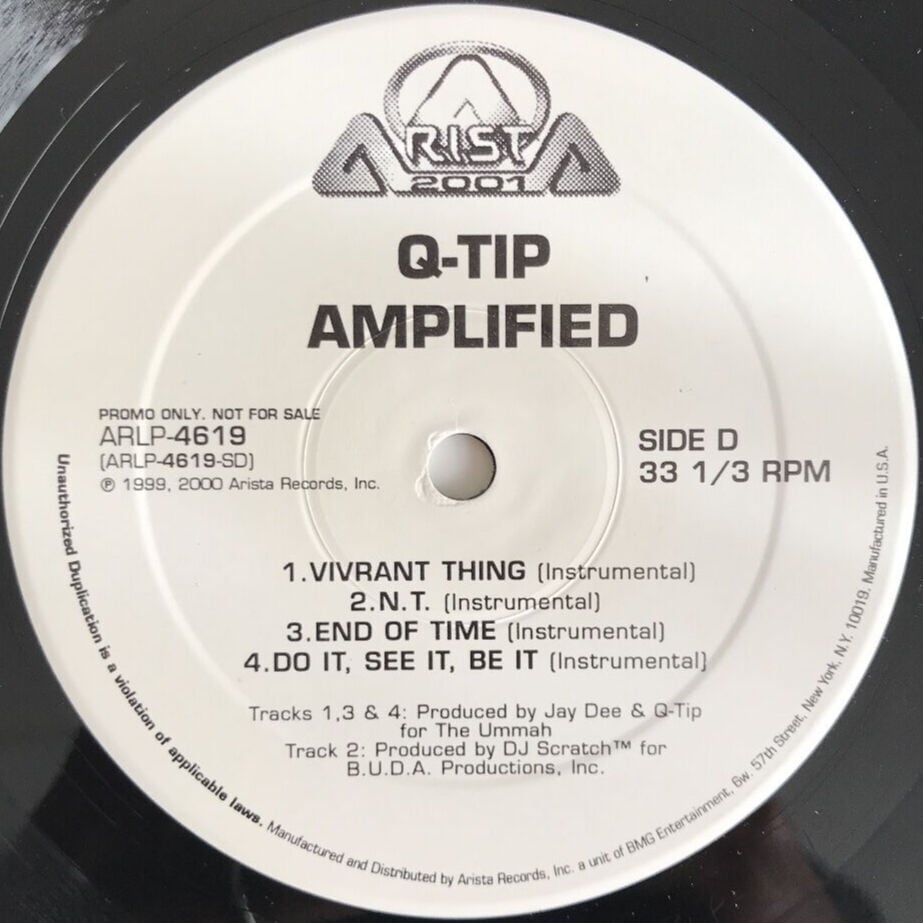 ARISTA
2001
Q-TIP
AMPLIFIED
PROMO ONLY. NOT FOR SALE
ARLP-4619
(ARLP-4619-SD)
℗ 1999, 2000 Arista Records, Inc.
SIDE D
33 1/3 RPM
1.VIVRANT THING (Instrumental)
2.N.T. (Instrumental)
3.END OF TIME (Instrumental)
4.DO IT, SEE IT, BE IT (Instrumental)
Tracks 1,3 & 4: Produced by Jay Dee & Q-Tip
for The Ummah
Track 2: Produced by DJ Scratch™ for
B.U.D.A. Productions, Inc.
Unauthorized Duplication is a violation of applicable laws. Manufactured and Distributed by Arista Records, Inc. a unit of BMG Entertainment, 6w. 57th Street, New York, N.Y. 10019. Manufactured in U.S.A.